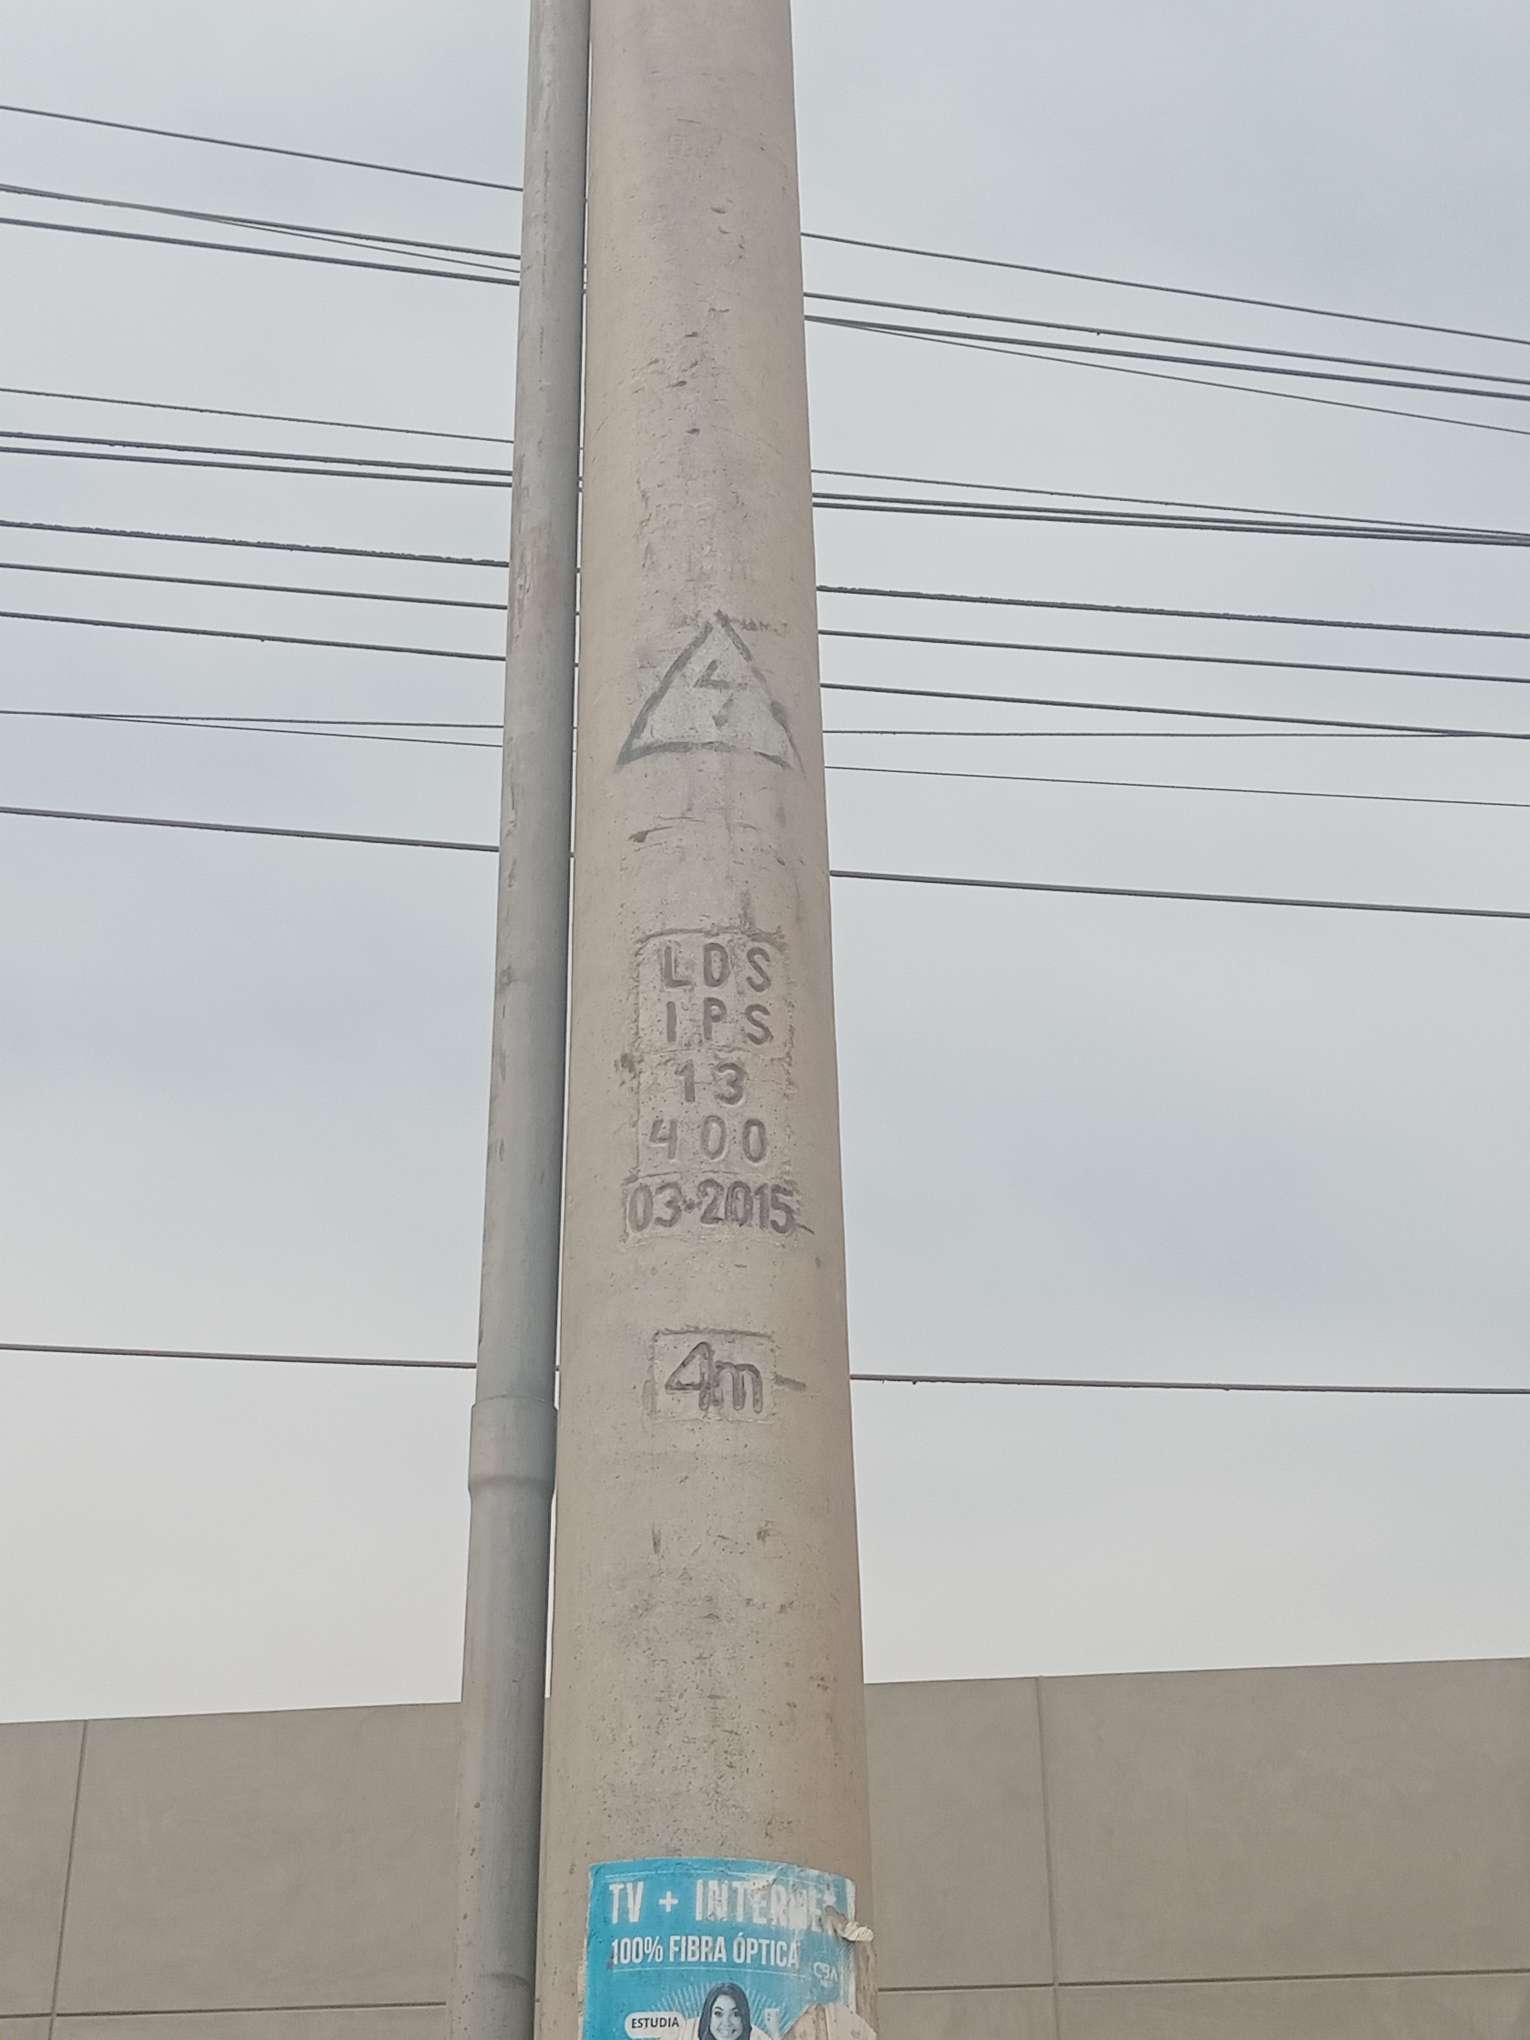 LDS
IPS
13
400
03-2015
4m
TV + INTERNET
100% FIBRA ÓPTICA
ESTUDIA